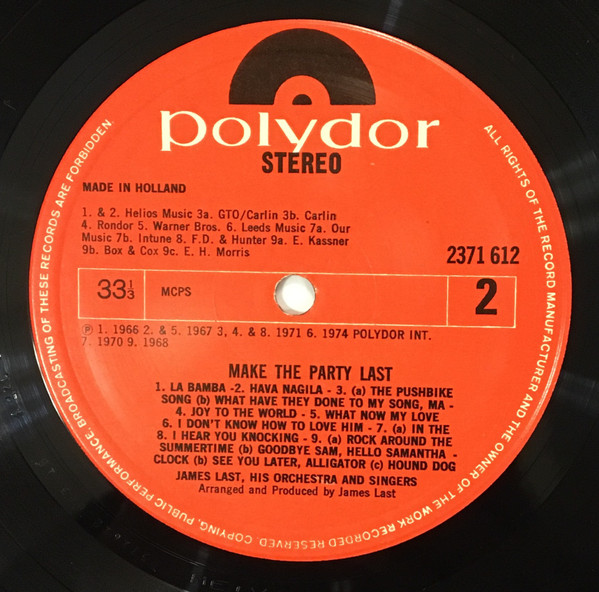 polydor
STEREO
MADE IN HOLLAND
1. & 2. Helios Music 3a. GTO/Carlin 3b. Carlin
4. Rondor 5. Warner Bros. 6. Leeds Music 7a. Our
Music 7b. Intune 8. F.D. & Hunter 9a. E. Kassner
9b. Box & Cox 9c. E. H. Morris
2371 612
33⅓
MCPS
2
℗ 1. 1966 2. & 5. 1967 3, 4. & 8. 1971 6. 1974 POLYDOR INT.
7. 1970 9. 1968
MAKE THE PARTY LAST
1. LA BAMBA -2. HAVA NAGILA - 3. (a) THE PUSHBIKE
SONG (b) WHAT HAVE THEY DONE TO MY SONG, MA -
4. JOY TO THE WORLD - 5. WHAT NOW MY LOVE
6. I DON'T KNOW HOW TO LOVE HIM - 7. (a) IN THE
8. I HEAR YOU KNOCKING - 9. (a) ROCK AROUND THE
SUMMERTIME (b) GOODBYE SAM, HELLO SAMANTHA -
CLOCK (b) SEE YOU LATER, ALLIGATOR (c) HOUND DOG
JAMES LAST, HIS ORCHESTRA AND SINGERS
Arranged and Produced by James Last
ALL RIGHTS OF THE RECORD MANUFACTURER AND THE OWNER OF THE WORK RECORDED RESERVED. COPYING, PUBLIC PERFORMANCE, BROADCASTING OF THESE RECORDS ARE FORBIDDEN.